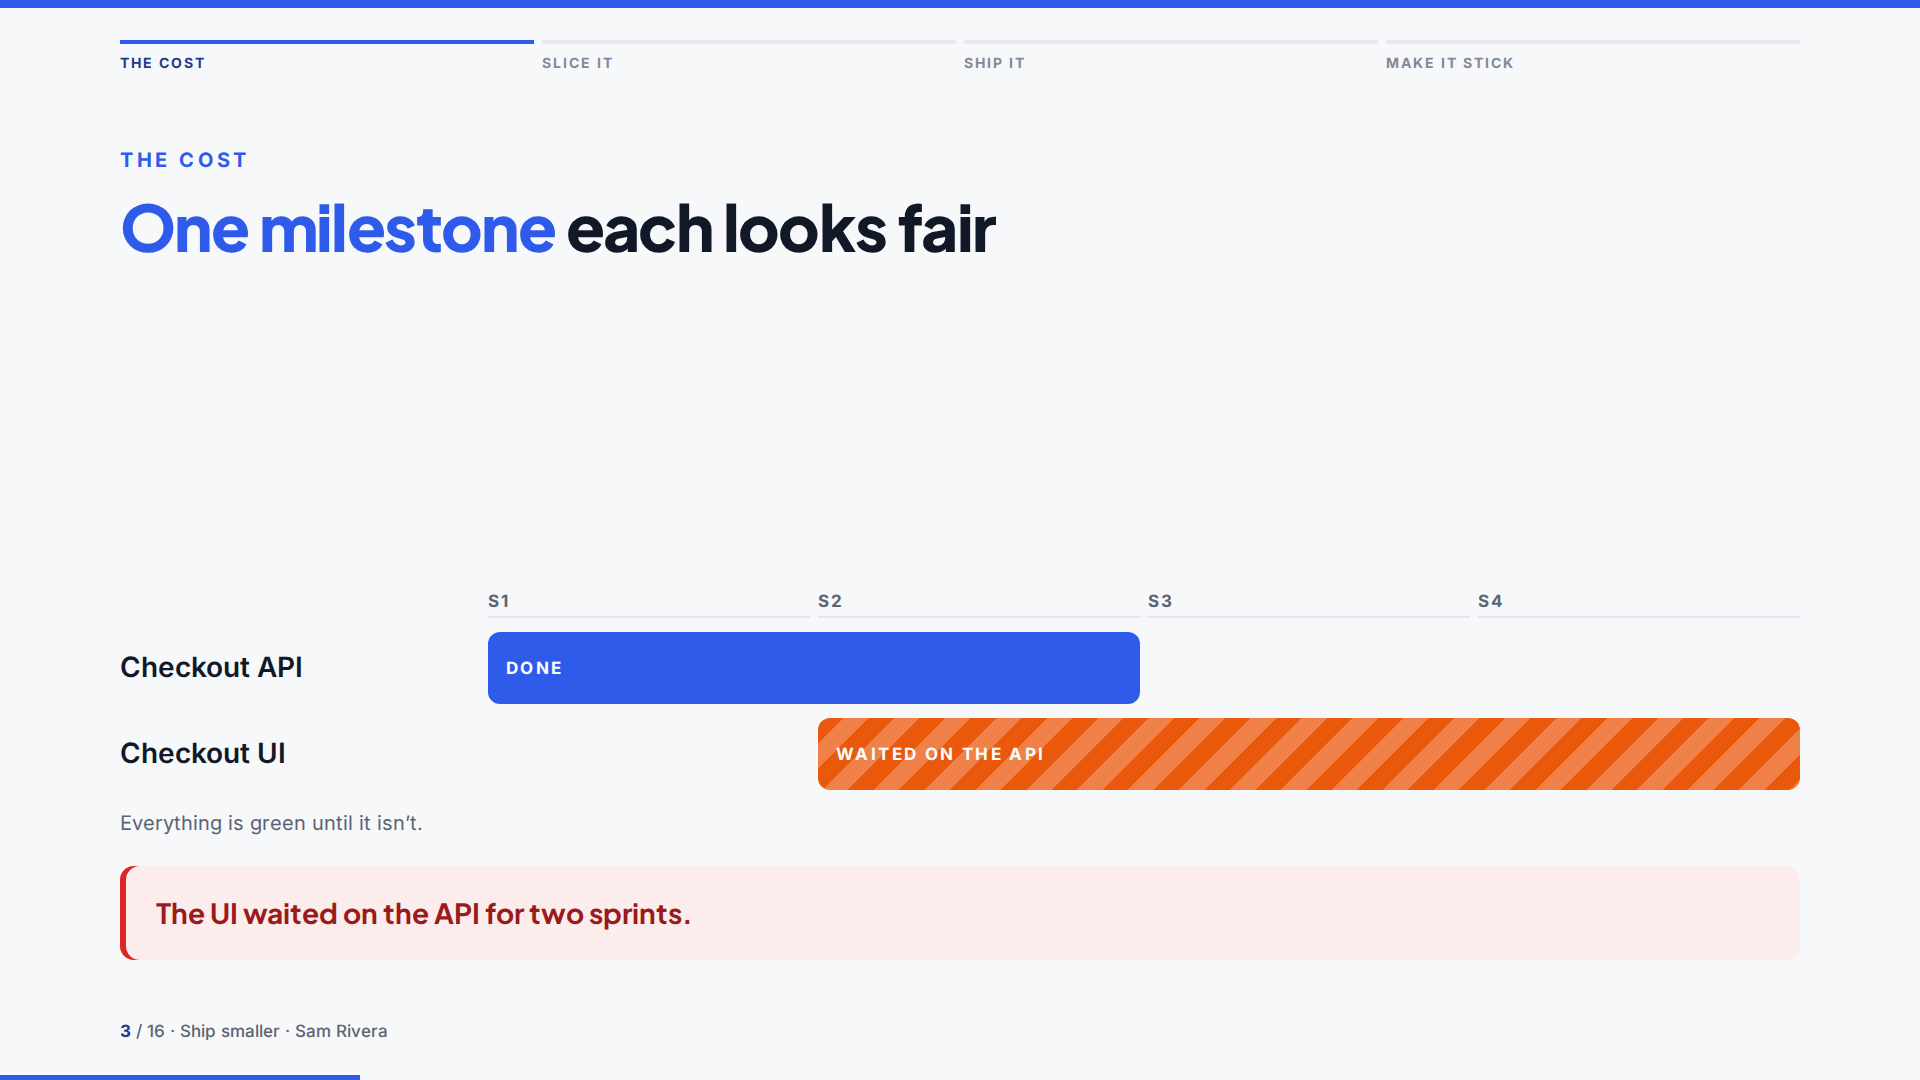 THE COST
SLICE IT
SHIP IT
MAKE IT STICK
THE COST
One milestone each looks fair
S1
S2
S3
S4
Checkout API
DONE
Checkout UI
WAITED ON THE API
Everything is green until it isn’t.
The UI waited on the API for two sprints.
3 / 16 · Ship smaller · Sam Rivera